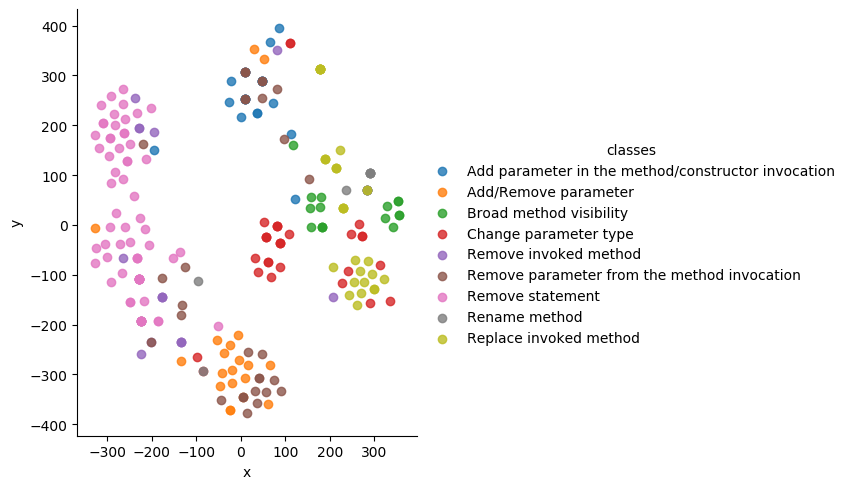 400
300
200
100
0
−100
−200
−300
−400
y
−300
−200
−100
0
100
200
300
x
classes
Add parameter in the method/constructor invocation
Add/Remove parameter
Broad method visibility
Change parameter type
Remove invoked method
Remove parameter from the method invocation
Remove statement
Rename method
Replace invoked method